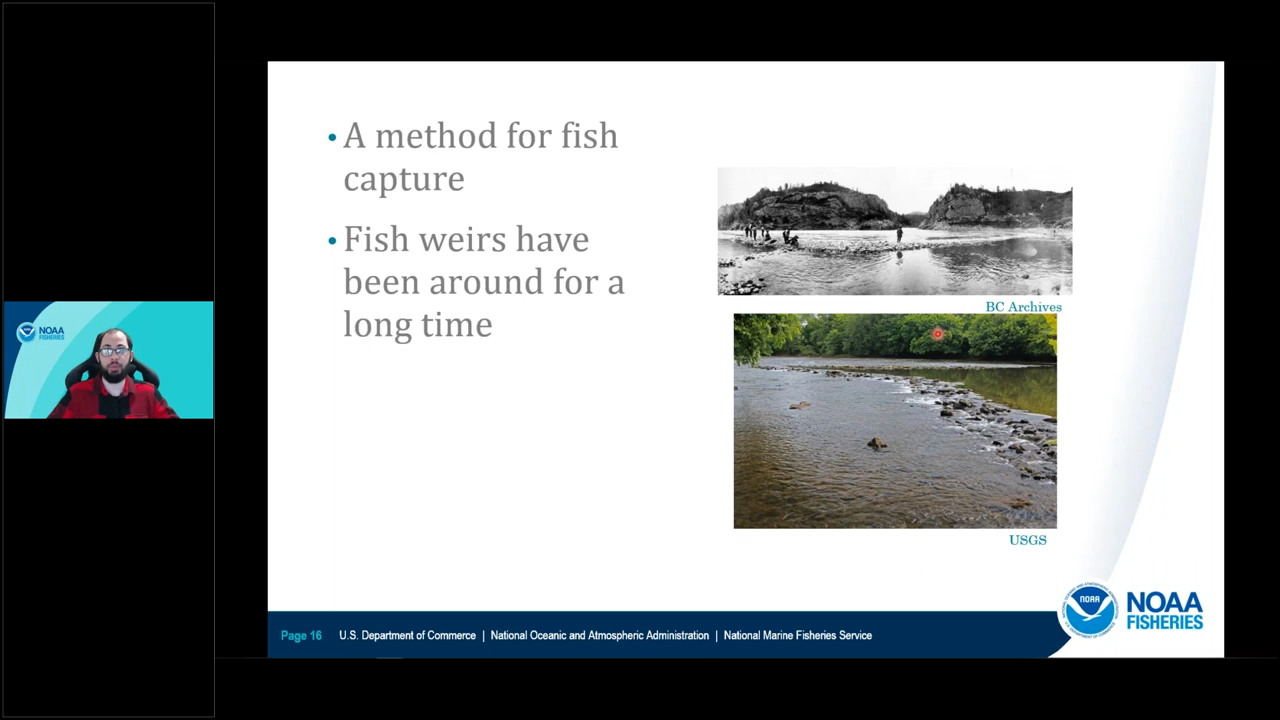 NOAA
FISHERIES
• A method for fish
capture
• Fish weirs have
been around for a
long time
BC Archives
USGS
NOAA
NOAA
FISHERIES
Page 16 U.S. Department of Commerce | National Oceanic and Atmospheric Administration | National Marine Fisheries Service